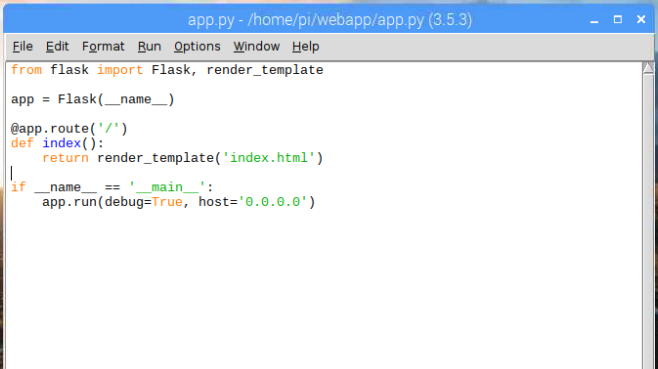 app.py - /home/pi/webapp/app.py (3.5.3)
File Edit Format Run Options Window Help
from flask import Flask, render_template
app = Flask(__name__)
@app.route('/')
def index():
    return render_template('index.html')
if __name__ == '__main__':
    app.run(debug=True, host='0.0.0.0')